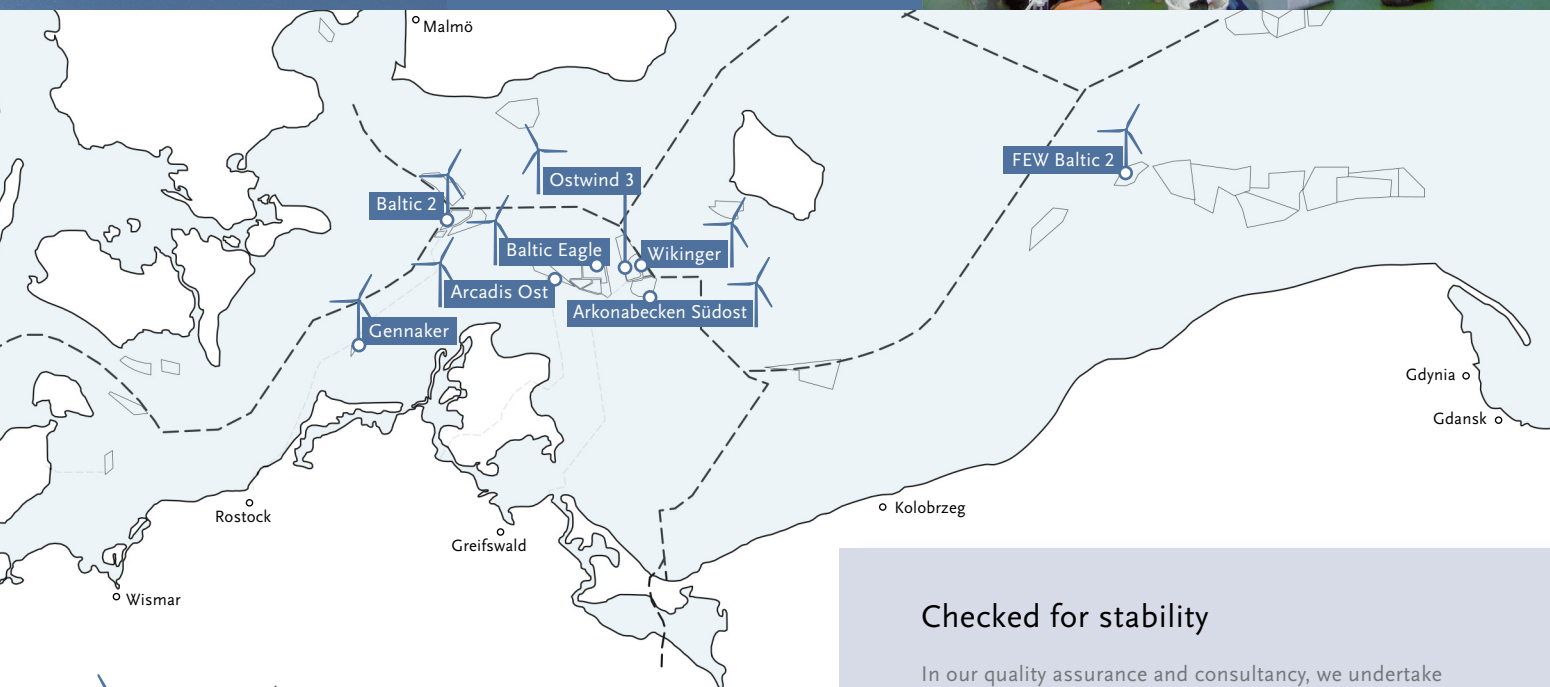 Malmö
FEW Baltic 2
Ostwind 3
Baltic 2
Baltic Eagle
Wikinger
Arcadis Ost
Arkonabecken Südost
Gennaker
Gdynia
Gdansk
Kolobrzeg
Rostock
Greifswald
Wismar
Checked for stability
In our quality assurance and consultancy, we undertake